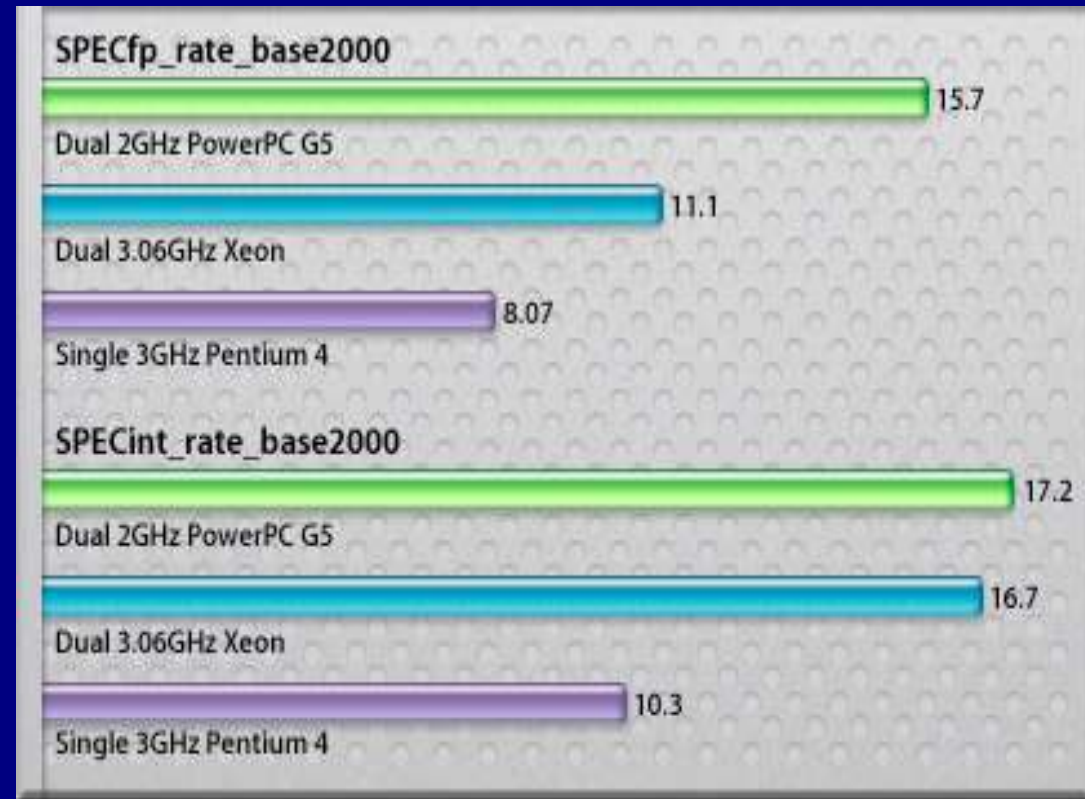 SPECfp_rate_base2000
15.7
Dual 2GHz PowerPC G5
11.1
Dual 3.06GHz Xeon
8.07
Single 3GHz Pentium 4
SPECint_rate_base2000
17.2
Dual 2GHz PowerPC G5
16.7
Dual 3.06GHz Xeon
10.3
Single 3GHz Pentium 4